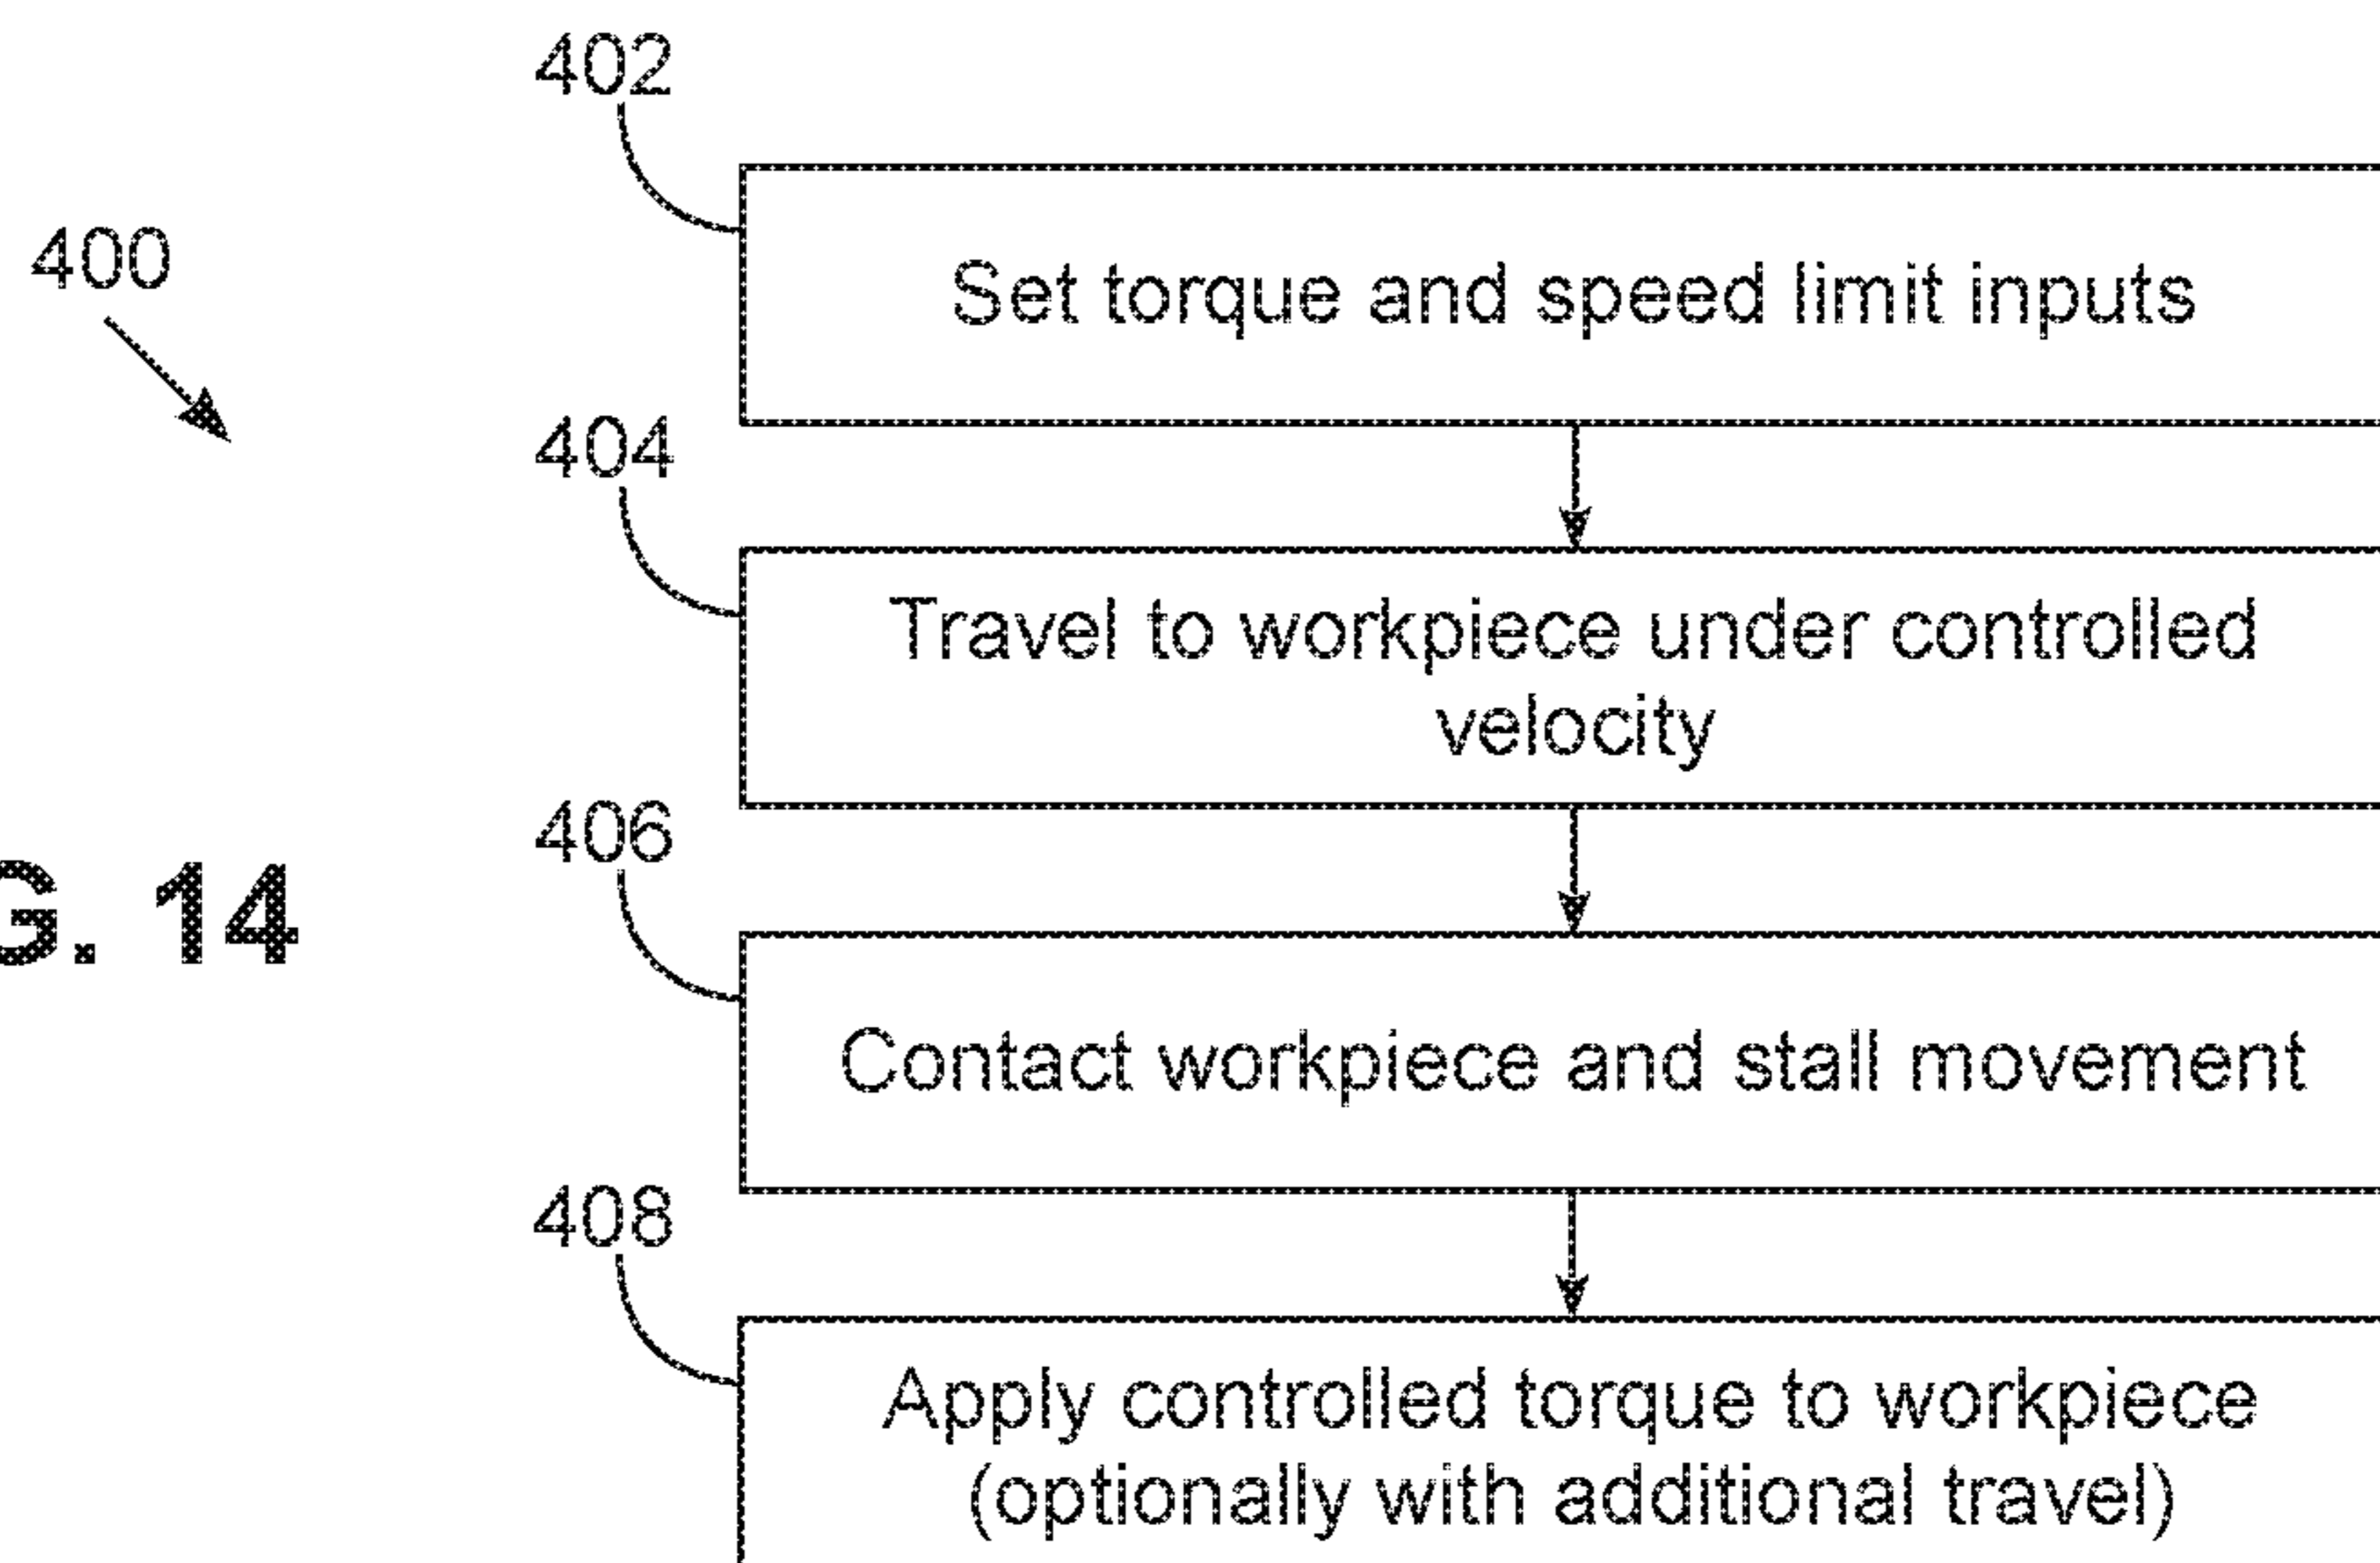 402
Set torque and speed limit inputs
400
404
Travel to workpiece under controlled
velocity
406
G. 14
Contact workpiece and stall movement
408
Apply controlled torque to workpiece
(optionally with additional travel)